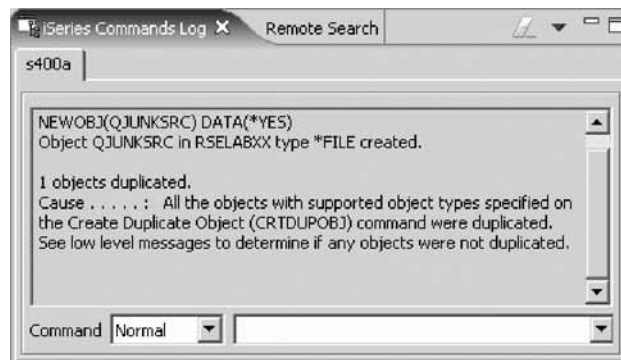 iSeries Commands Log
Remote Search
s400a
NEWOBJ(QJUNKSRC) DATA(*YES)
Object QJUNKSRC in RSELABXX type *FILE created.
1 objects duplicated.
Cause . . . . . :   All the objects with supported object types specified on
the Create Duplicate Object (CRTDUPOBJ) command were duplicated.
See low level messages to determine if any objects were not duplicated.
Command
Normal